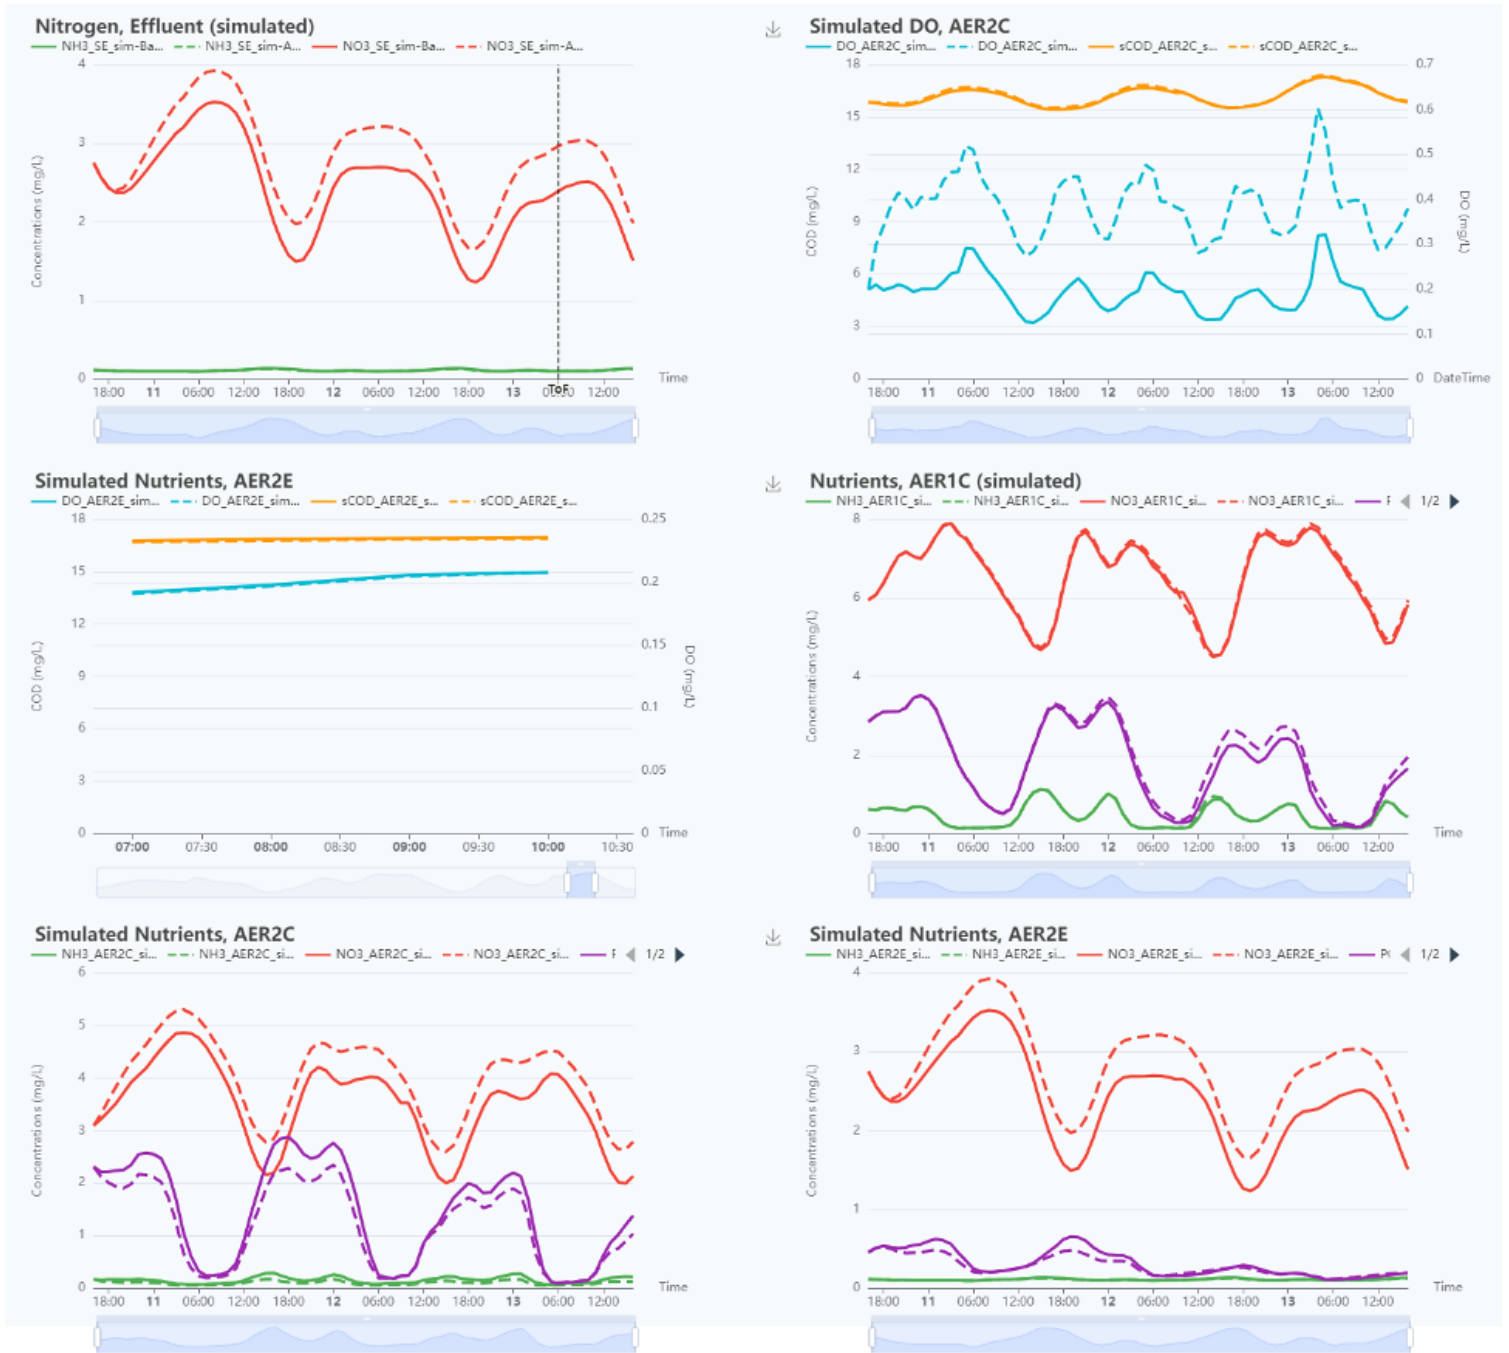 Nitrogen, Effluent (simulated)
NH3_SE_sim-Ba... NH3_SE_sim-A... NO3_SE_sim-Ba... NO3_SE_sim-A...
4
3
2
1
0
Concentrations (mg/L)
18:00 11 06:00 12:00 18:00 12 06:00 12:00 18:00 13 12:00
ToF
Time
Simulated DO, AER2C
DO_AER2C_sim... DO_AER2C_sim... sCOD_AER2C_s... sCOD_AER2C_s...
18
15
12
9
6
3
0
COD (mg/L)
0.7
0.6
0.5
0.4
0.3
0.2
0.1
0
DO (mg/L)
18:00 11 06:00 12:00 18:00 12 06:00 12:00 18:00 13 06:00 12:00
DateTime
Simulated Nutrients, AER2E
DO_AER2E_sim... DO_AER2E_sim... sCOD_AER2E_s... sCOD_AER2E_s...
18
15
12
9
6
3
0
COD (mg/L)
0.25
0.2
0.15
0.1
0.05
0
DO (mg/L)
07:00 07:30 08:00 08:30 09:00 09:30 10:00 10:30
Time
Nutrients, AER1C (simulated)
NH3_AER1C_si... NH3_AER1C_si... NO3_AER1C_si... NO3_AER1C_si... 1/2
8
6
4
2
0
Concentrations (mg/L)
18:00 11 06:00 12:00 18:00 12 06:00 12:00 18:00 13 06:00 12:00
Time
Simulated Nutrients, AER2C
NH3_AER2C_si... NH3_AER2C_si... NO3_AER2C_si... NO3_AER2C_si... 1/2
6
5
4
3
2
1
0
Concentrations (mg/L)
18:00 11 06:00 12:00 18:00 12 06:00 12:00 18:00 13 06:00 12:00
Time
Simulated Nutrients, AER2E
NH3_AER2E_si... NH3_AER2E_si... NO3_AER2E_si... NO3_AER2E_si... 1/2
4
3
2
1
0
Concentrations (mg/L)
18:00 11 06:00 12:00 18:00 12 06:00 12:00 18:00 13 06:00 12:00
Time